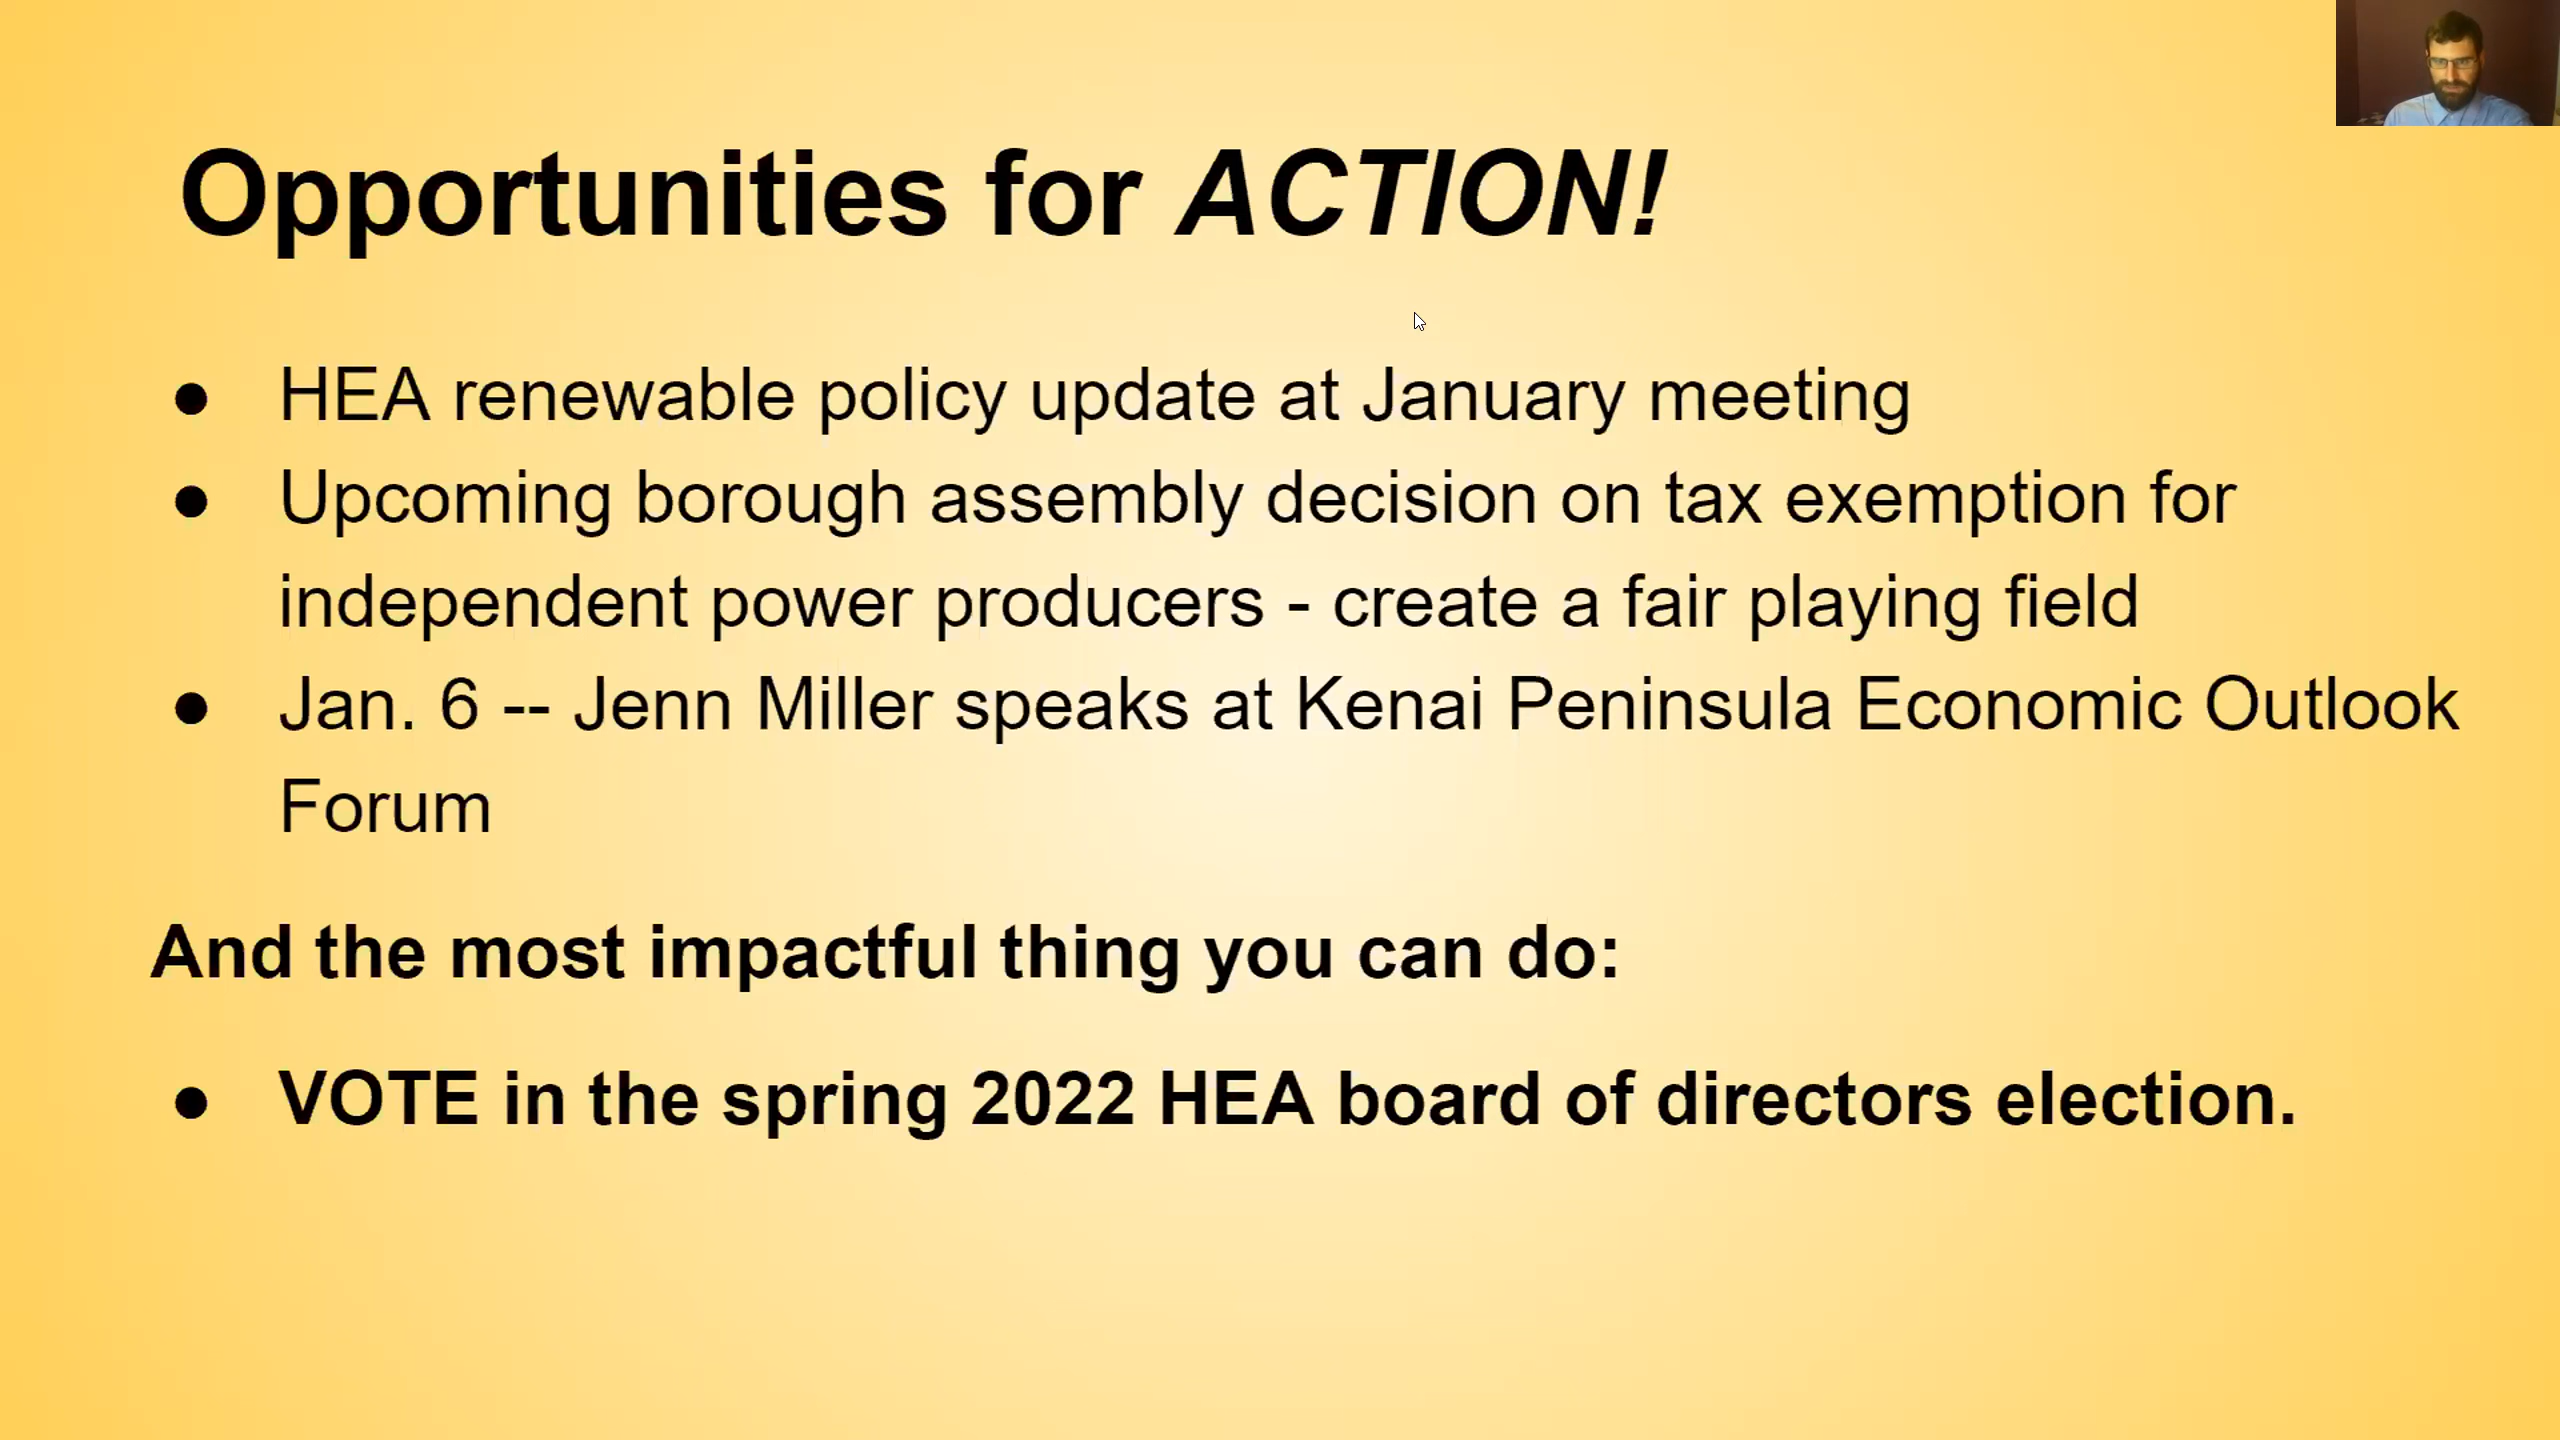 Opportunities for ACTION!
● HEA renewable policy update at January meeting
● Upcoming borough assembly decision on tax exemption for
independent power producers - create a fair playing field
● Jan. 6 -- Jenn Miller speaks at Kenai Peninsula Economic Outlook
Forum
And the most impactful thing you can do:
● VOTE in the spring 2022 HEA board of directors election.